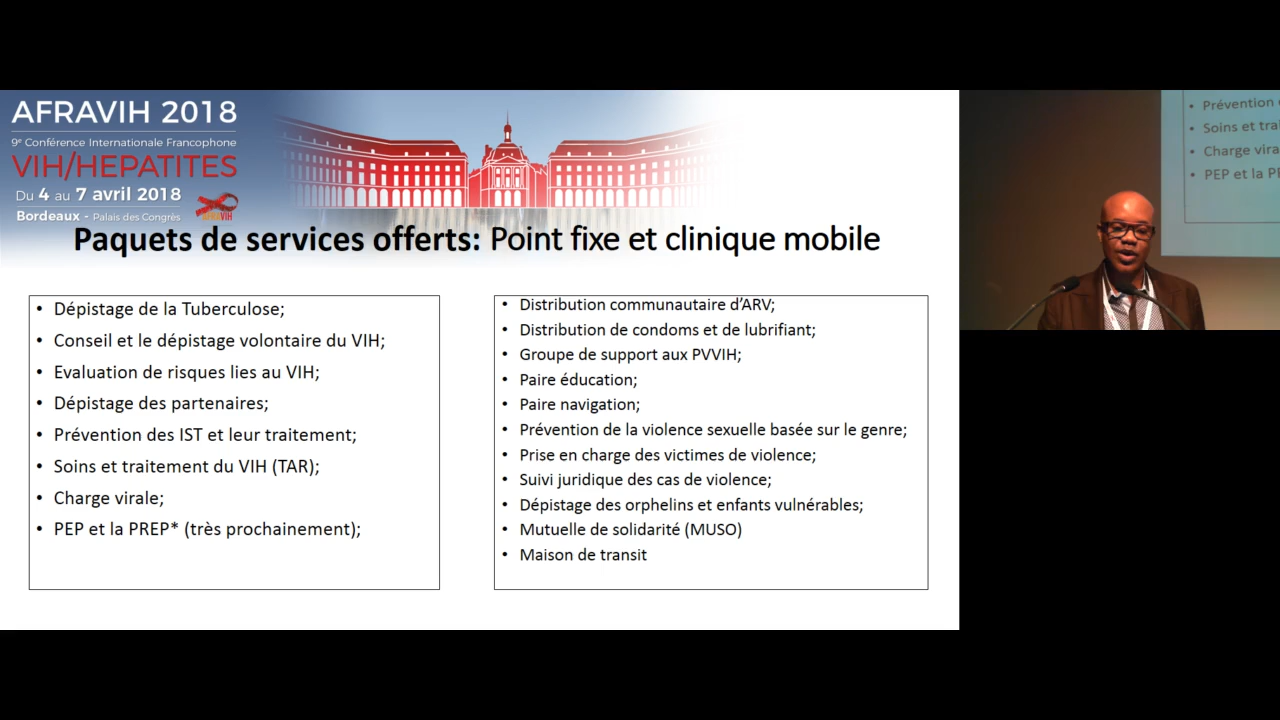 AFRAVIH 2018
9e Conférence Internationale Francophone
VIH/HEPATITES
Du 4 au 7 avril 2018
Bordeaux - Palais des Congrès
AFRAVIH
Paquets de services offerts: Point fixe et clinique mobile
• Dépistage de la Tuberculose;
• Conseil et le dépistage volontaire du VIH;
• Evaluation de risques lies au VIH;
• Dépistage des partenaires;
• Prévention des IST et leur traitement;
• Soins et traitement du VIH (TAR);
• Charge virale;
• PEP et la PREP* (très prochainement);
• Distribution communautaire d’ARV;
• Distribution de condoms et de lubrifiant;
• Groupe de support aux PVVIH;
• Paire éducation;
• Paire navigation;
• Prévention de la violence sexuelle basée sur le genre;
• Prise en charge des victimes de violence;
• Suivi juridique des cas de violence;
• Dépistage des orphelins et enfants vulnérables;
• Mutuelle de solidarité (MUSO)
• Maison de transit
• Prévention
• Soins et trai
• Charge vira
• PEP et la P